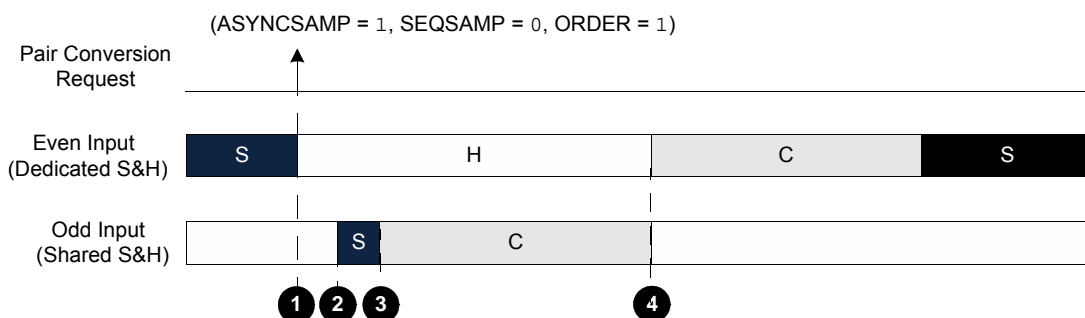 (ASYNCSAMP = 1, SEQSAMP = 0, ORDER = 1)
Pair Conversion
Request
Even Input
(Dedicated S&H)
S
H
C
S
Odd Input
(Shared S&H)
S
C
1
2
3
4